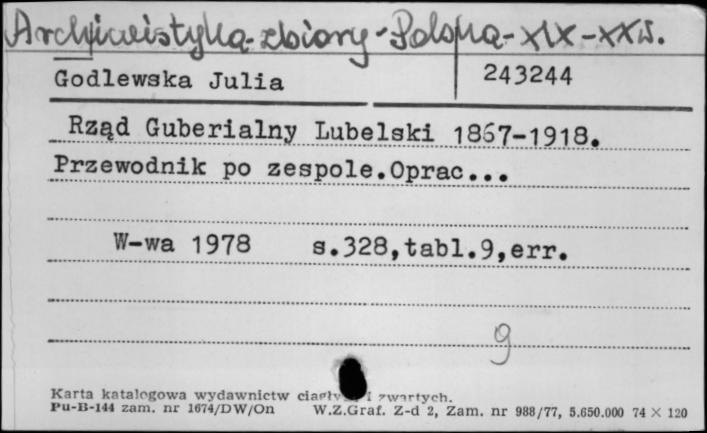 Archiwistyka-zbiory-Polska-XIX-XXw.
Godlewska Julia 243244
Rząd Guberialny Lubelski 1867-1918.
Przewodnik po zespole.Oprac...
W-wa 1978 s.328,tabl.9,err.
9
Karta katalogowa wydawnictw i zwartych.
Pu-B-144 zam. nr 1674/DW/On W.Z.Graf. Z-d 2, Zam. nr 988/77, 5.650.000 74 × 120